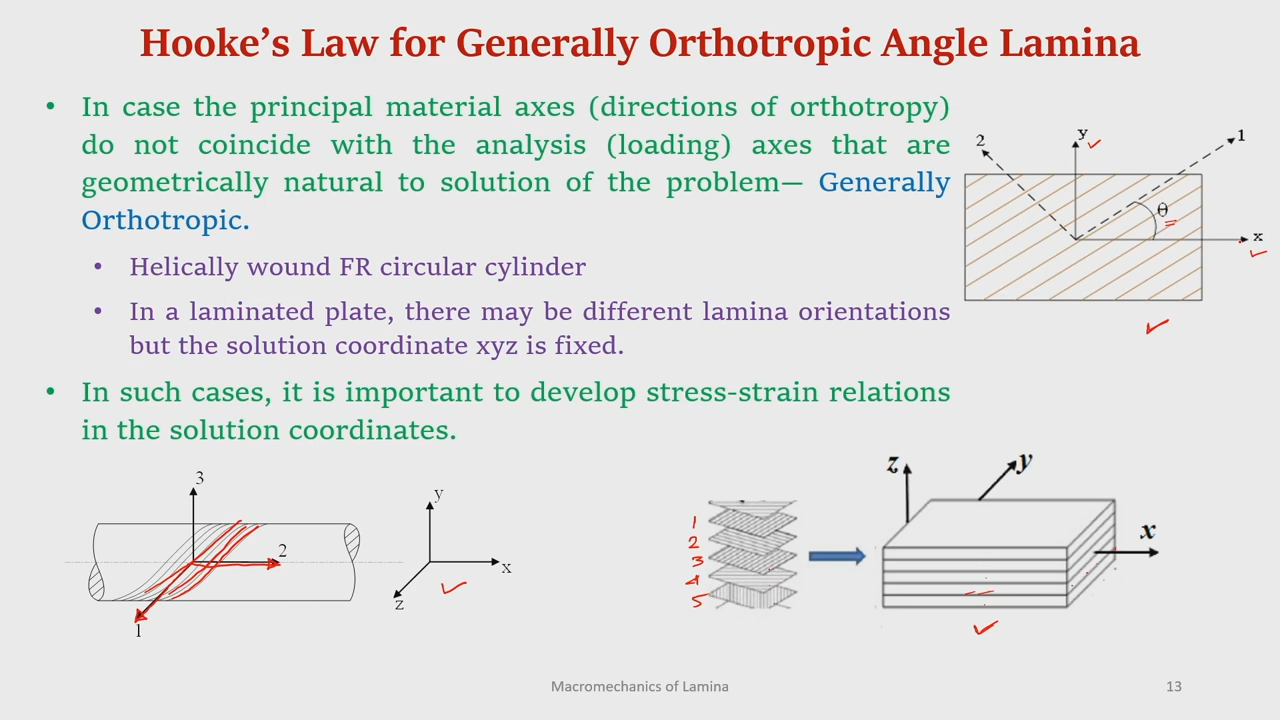 Hooke's Law for Generally Orthotropic Angle Lamina
• In case the principal material axes (directions of orthotropy)
do not coincide with the analysis (loading) axes that are
geometrically natural to solution of the problem— Generally
Orthotropic.
• Helically wound FR circular cylinder
• In a laminated plate, there may be different lamina orientations
but the solution coordinate xyz is fixed.
• In such cases, it is important to develop stress-strain relations
in the solution coordinates.
2
y
1
θ
x
3
2
1
y
x
z
1
2
3
4
5
z
y
x
Macromechanics of Lamina
13